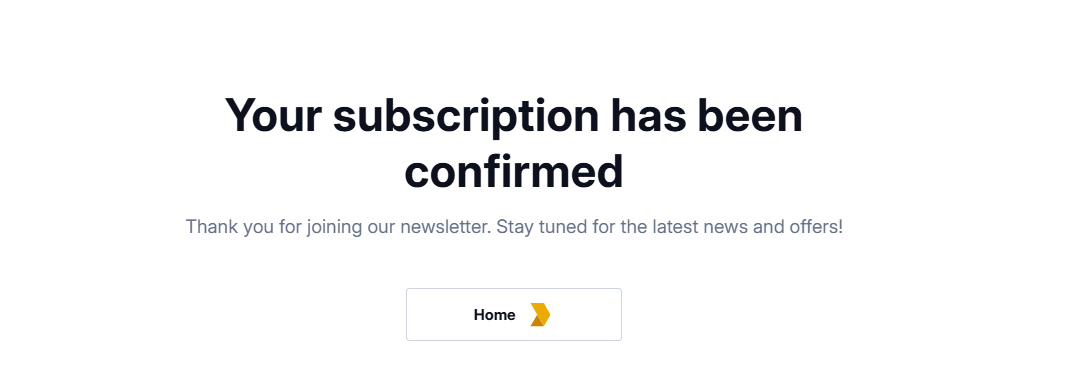 Your subscription has been
confirmed
Thank you for joining our newsletter. Stay tuned for the latest news and offers!
Home